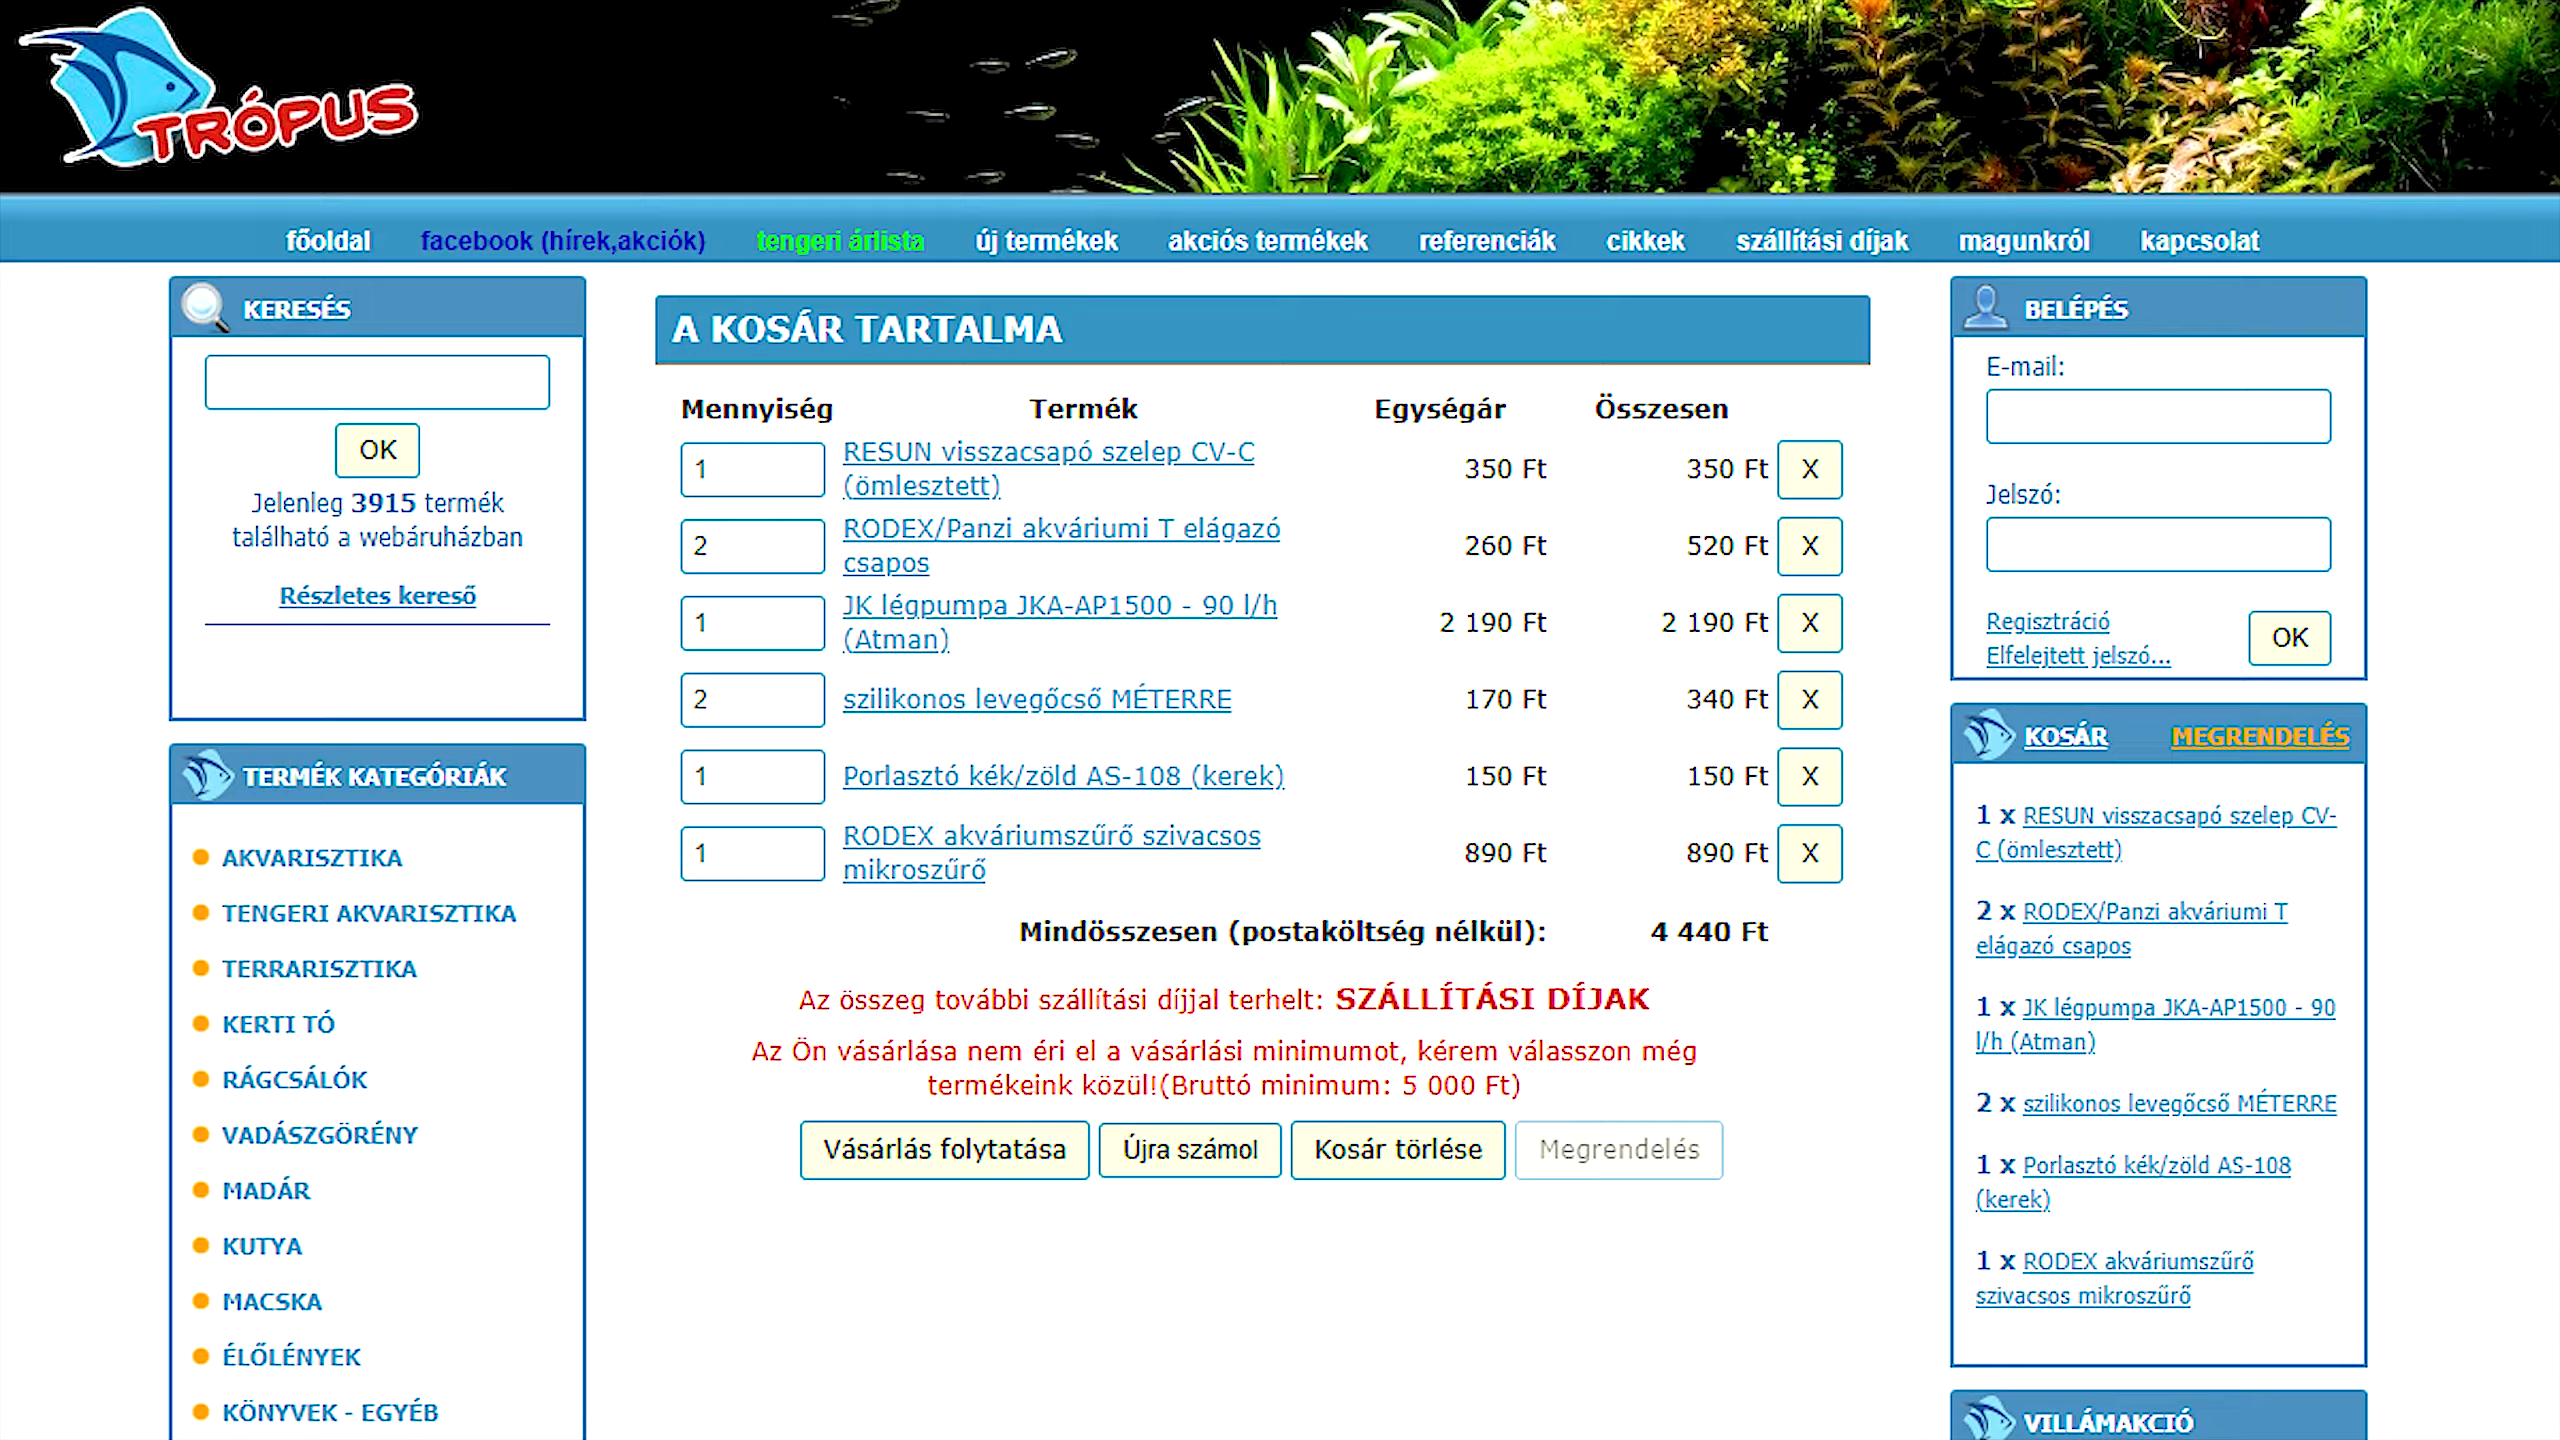 TRÓPUS
főoldal facebook (hírek,akciók) tengeri árlista új termékek akciós termékek referenciák cikkek szállítási díjak magunkról kapcsolat
KERESÉS
OK
Jelenleg 3915 termék
található a webáruházban
Részletes kereső
TERMÉK KATEGÓRIÁK
AKVARISZTIKA
TENGERI AKVARISZTIKA
TERRARISZTIKA
KERTI TÓ
RÁGCSÁLÓK
VADÁSZGÖRÉNY
MADÁR
KUTYA
MACSKA
ÉLŐLÉNYEK
KÖNYVEK - EGYÉB
A KOSÁR TARTALMA
Mennyiség Termék Egységár Összesen
1 RESUN visszacsapó szelep CV-C
(ömlesztett) 350 Ft 350 Ft X
2 RODEX/Panzi akváriumi T elágazó
csapos 260 Ft 520 Ft X
1 JK légpumpa JKA-AP1500 - 90 l/h
(Atman) 2 190 Ft 2 190 Ft X
2 szilikonos levegőcső MÉTERRE 170 Ft 340 Ft X
1 Porlasztó kék/zöld AS-108 (kerek) 150 Ft 150 Ft X
1 RODEX akváriumszűrő szivacsos
mikroszűrő 890 Ft 890 Ft X
Mindösszesen (postaköltség nélkül): 4 440 Ft
Az összeg további szállítási díjjal terhelt: SZÁLLÍTÁSI DÍJAK
Az Ön vásárlása nem éri el a vásárlási minimumot, kérem válasszon még
termékeink közül!(Bruttó minimum: 5 000 Ft)
Vásárlás folytatása Újra számol Kosár törlése Megrendelés
BELÉPÉS
E-mail:
Jelszó:
Regisztráció
Elfelejtett jelszó...
OK
KOSÁR MEGRENDELÉS
1 x RESUN visszacsapó szelep CV-
C (ömlesztett)
2 x RODEX/Panzi akváriumi T
elágazó csapos
1 x JK légpumpa JKA-AP1500 - 90
l/h (Atman)
2 x szilikonos levegőcső MÉTERRE
1 x Porlasztó kék/zöld AS-108
(kerek)
1 x RODEX akváriumszűrő
szivacsos mikroszűrő
VILLÁMAKCIÓ